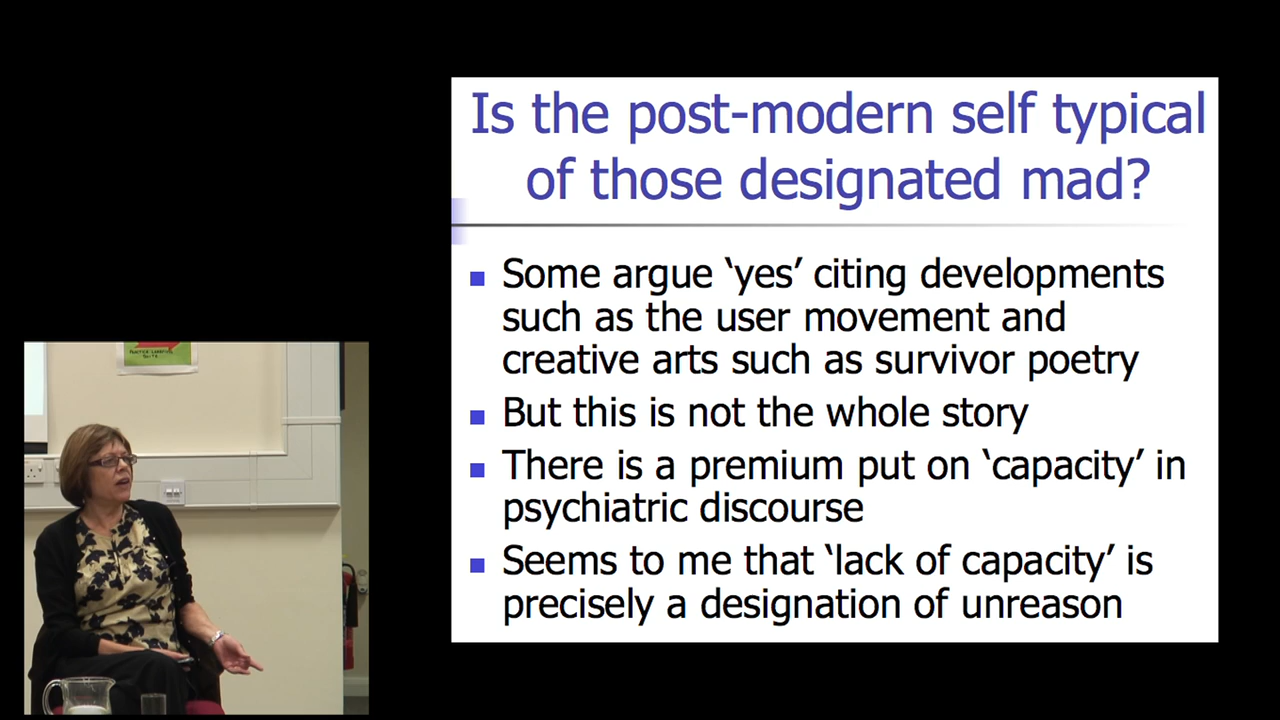 Is the post-modern self typical
of those designated mad?
Some argue ‘yes’ citing developments
such as the user movement and
creative arts such as survivor poetry
But this is not the whole story
There is a premium put on ‘capacity’ in
psychiatric discourse
Seems to me that ‘lack of capacity’ is
precisely a designation of unreason